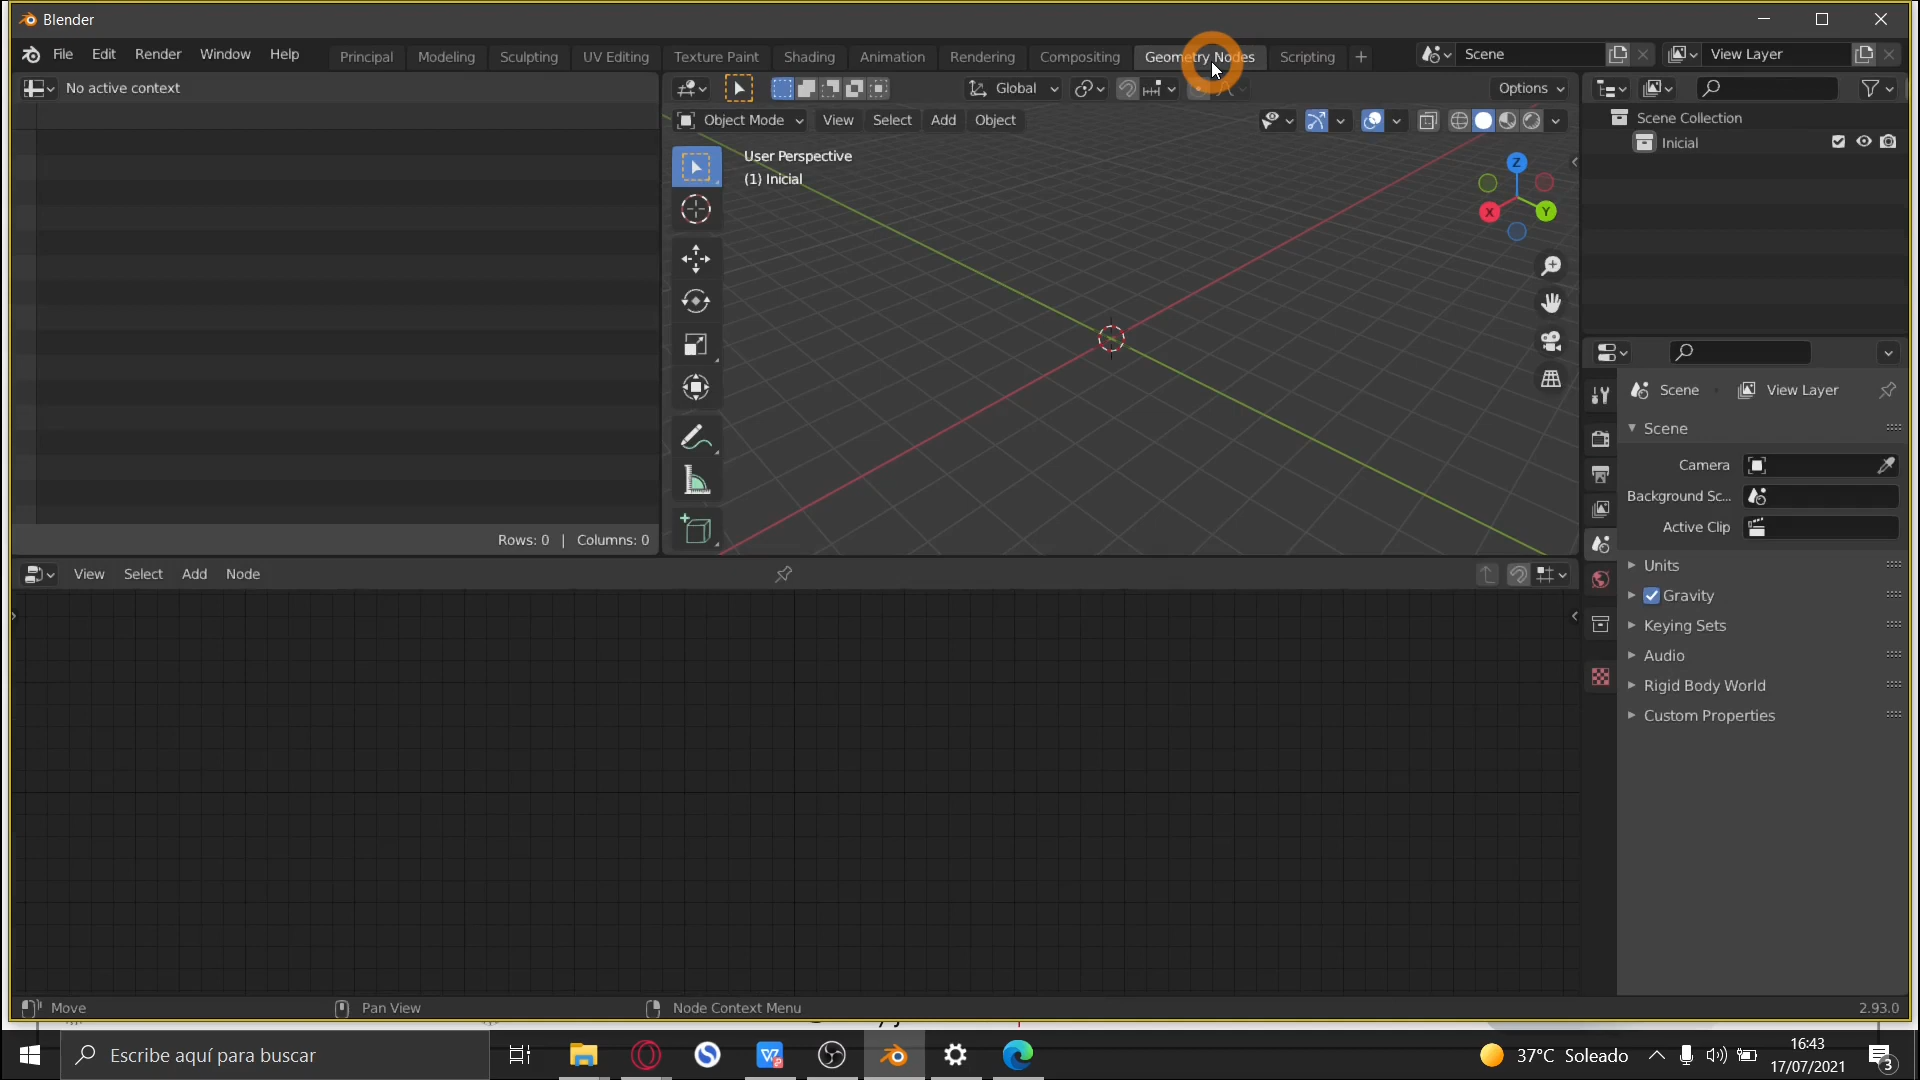 Blender
File Edit Render Window Help Principal Modeling Sculpting UV Editing Texture Paint Shading Animation Rendering Compositing Geometry Nodes Scripting + Scene View Layer
No active context
Global
Options
Object Mode View Select Add Object
Scene Collection
Inicial
User Perspective
(1) Inicial
Z
X
Y
Scene View Layer
Scene
Camera
Background Sc...
Active Clip
Rows: 0 | Columns: 0
View Select Add Node
Units
Gravity
Keying Sets
Audio
Rigid Body World
Custom Properties
Move Pan View Node Context Menu 2.93.0
Escribe aquí para buscar
37°C Soleado
16:43
17/07/2021
3